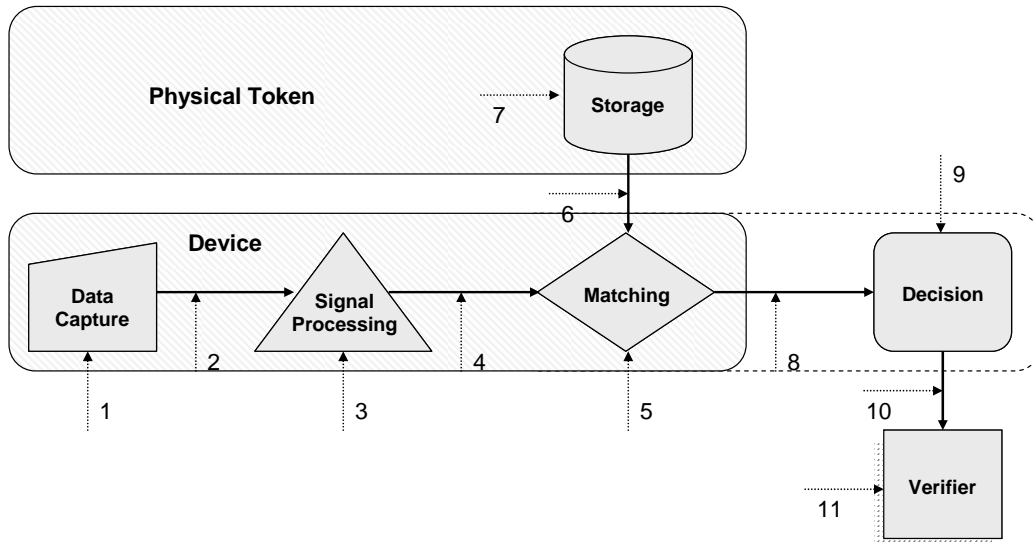 Physical Token
Storage
7
9
6
Device
Data
Capture
Signal
Processing
Matching
Decision
2
4
8
1
3
5
10
Verifier
11